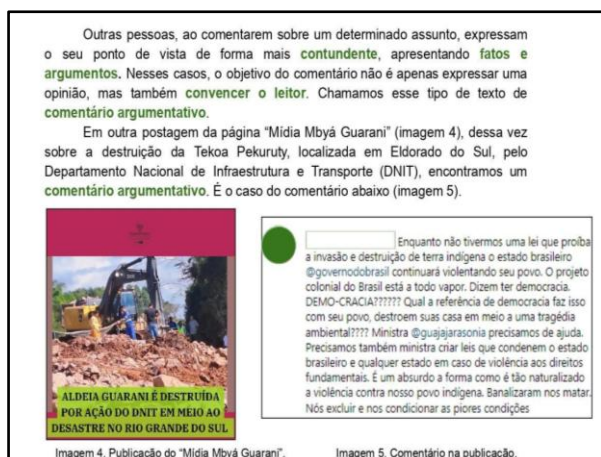 Outras pessoas, ao comentarem sobre um determinado assunto, expressam
o seu ponto de vista de forma mais contundente, apresentando fatos e
argumentos. Nesses casos, o objetivo do comentário não é apenas expressar uma
opinião, mas também convencer o leitor. Chamamos esse tipo de texto de
comentário argumentativo.
Em outra postagem da página “Mídia Mbyá Guarani” (imagem 4), dessa vez
sobre a destruição da Tekoa Pekuruty, localizada em Eldorado do Sul, pelo
Departamento Nacional de Infraestrutura e Transporte (DNIT), encontramos um
comentário argumentativo. É o caso do comentário abaixo (imagem 5).
ALDEIA GUARANI É DESTRUÍDA
POR AÇÃO DO DNIT EM MEIO AO
DESASTRE NO RIO GRANDE DO SUL
Imagem 4. Publicação do “Mídia Mbyá Guarani”.
Enquanto não tivermos uma lei que proíba
a invasão e destruição de terra indígena o estado brasileiro
@governodobrasil continuará violentando seu povo. O projeto
colonial do Brasil está a todo vapor. Dizem ter democracia.
DEMO-CRACIA?????? Qual a referência de democracia faz isso
com seu povo, destroem suas casa em meio a uma tragédia
ambiental???? Ministra @guajajarasonia precisamos de ajuda.
Precisamos também ministra criar leis que condenem o estado
brasileiro e qualquer estado em caso de violência aos direitos
fundamentais. É um absurdo a forma como é tão naturalizado
a violência contra nosso povo indígena. Banalizaram nos matar.
Nós excluir e nos condicionar as piores condições
Imagem 5. Comentário na publicação.